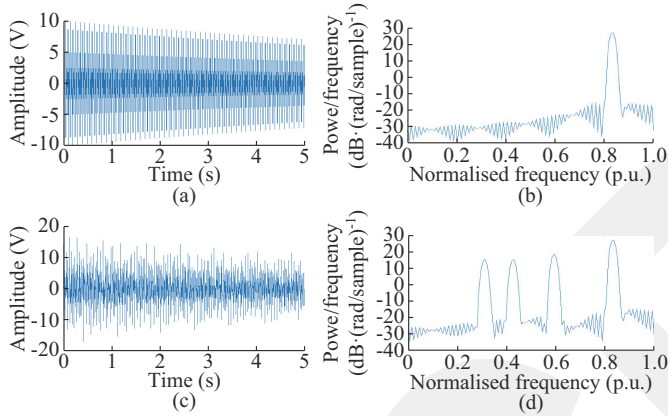 Amplitude (V)
10
5
0
-5
-10
0 1 2 3 4 5
Time (s)
(a)
Powe/frequency
(dB·(rad/sample)⁻¹)
30
20
10
0
-10
-20
-30
-40
0 0.2 0.4 0.6 0.8 1.0
Normalised frequency (p.u.)
(b)
Amplitude (V)
20
10
0
-10
-20
0 1 2 3 4 5
Time (s)
(c)
Powe/frequency
(dB·(rad/sample)⁻¹)
30
20
10
0
-10
-20
-30
-40
0 0.2 0.4 0.6 0.8 1.0
Normalised frequency (p.u.)
(d)